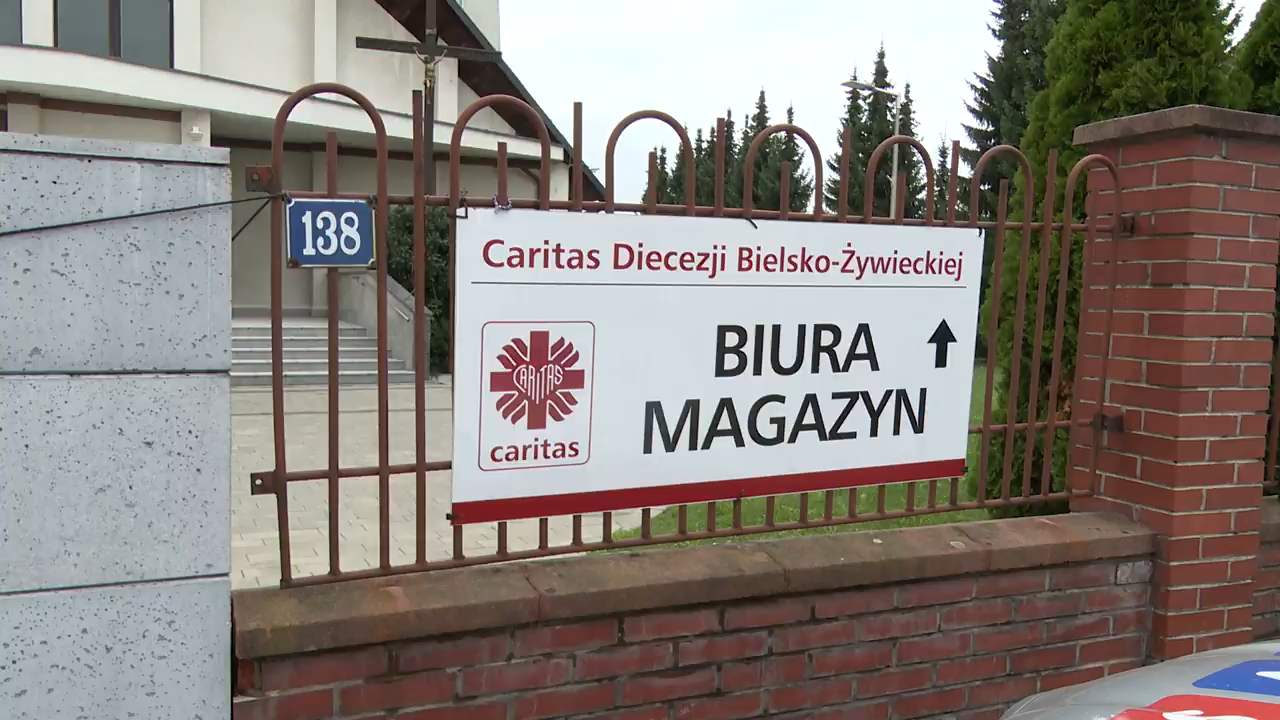 138
Caritas Diecezji Bielsko-Żywieckiej
CARITAS
caritas
BIURA
MAGAZYN